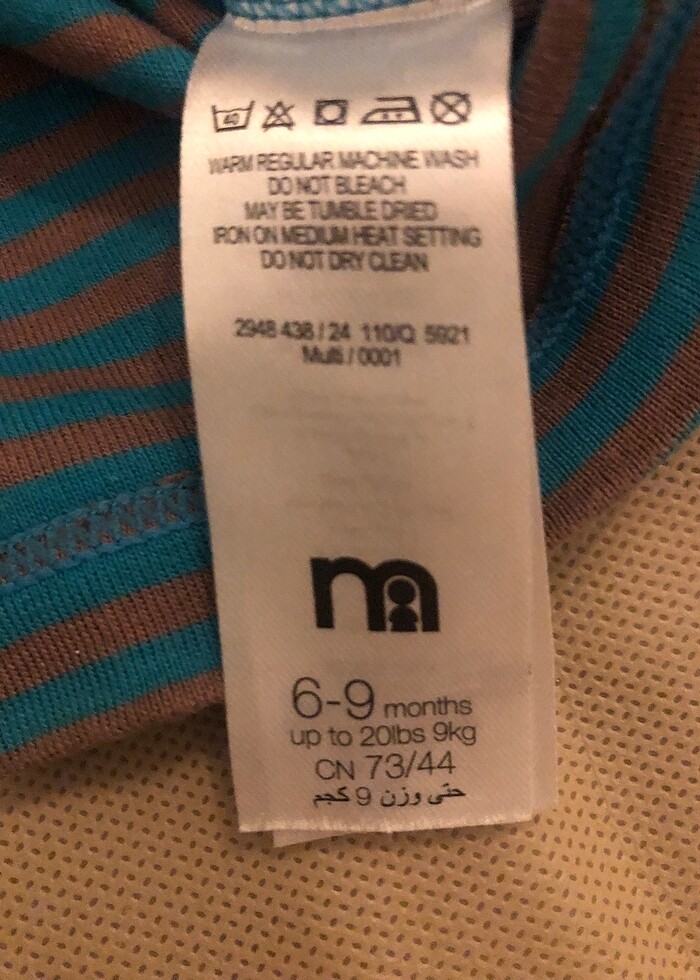 40
WARM REGULAR MACHINE WASH
DO NOT BLEACH
MAY BE TUMBLE DRIED
IRON ON MEDIUM HEAT SETTING
DO NOT DRY CLEAN
2948 438 / 24 110/Q 5921
Multi / 0001
m
6-9 months
up to 20lbs 9kg
CN 73/44
حتى وزن 9 كجم